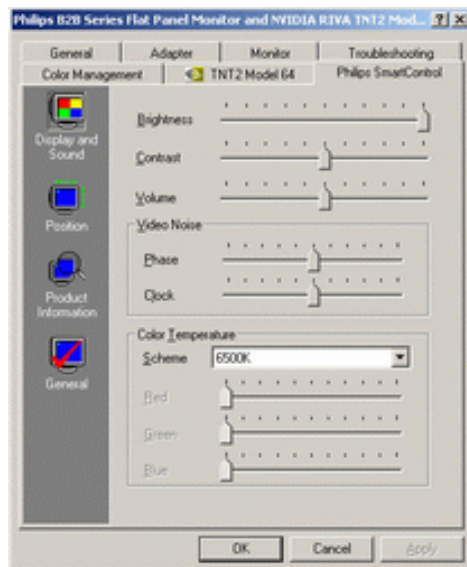 Philips B2B Series Flat Panel Monitor and NVIDIA RIVA TNT2 Mod...
General Adapter Monitor Troubleshooting
Color Management TNT2 Model 64 Philips SmartControl
Display and
Sound
Position
Product
Information
General
Brightness
Contrast
Volume
Video Noise
Phase
Clock
Color Temperature
Scheme 6500K
Red
Green
Blue
OK Cancel Apply